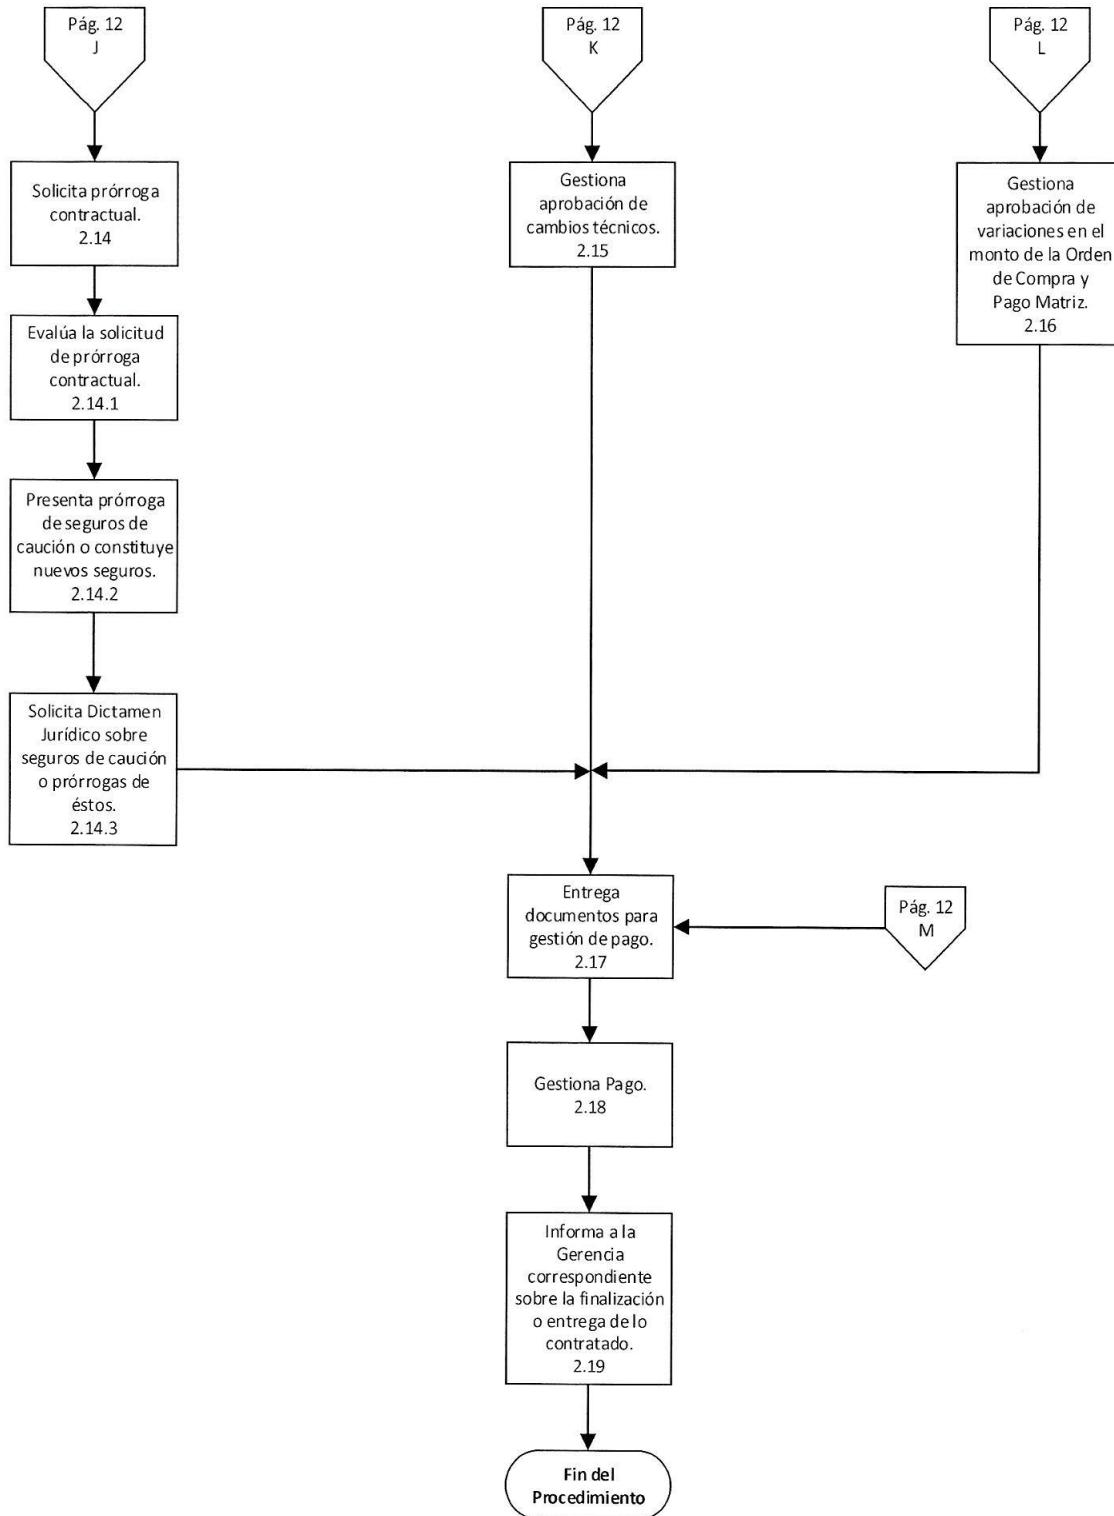 Pág. 12
J
Pág. 12
K
Pág. 12
L
Solicita prórroga
contractual.
2.14
Gestiona
aprobación de
cambios técnicos.
2.15
Gestiona
aprobación de
variaciones en el
monto de la Orden
de Compra y
Pago Matriz.
2.16
Evalúa la solicitud
de prórroga
contractual.
2.14.1
Presenta prórroga
de seguros de
caución o constituye
nuevos seguros.
2.14.2
Solicita Dictamen
Jurídico sobre
seguros de caución
o prórrogas de
éstos.
2.14.3
Entrega
documentos para
gestión de pago.
2.17
Pág. 12
M
Gestiona Pago.
2.18
Informa a la
Gerencia
correspondiente
sobre la finalización
o entrega de lo
contratado.
2.19
Fin del
Procedimiento